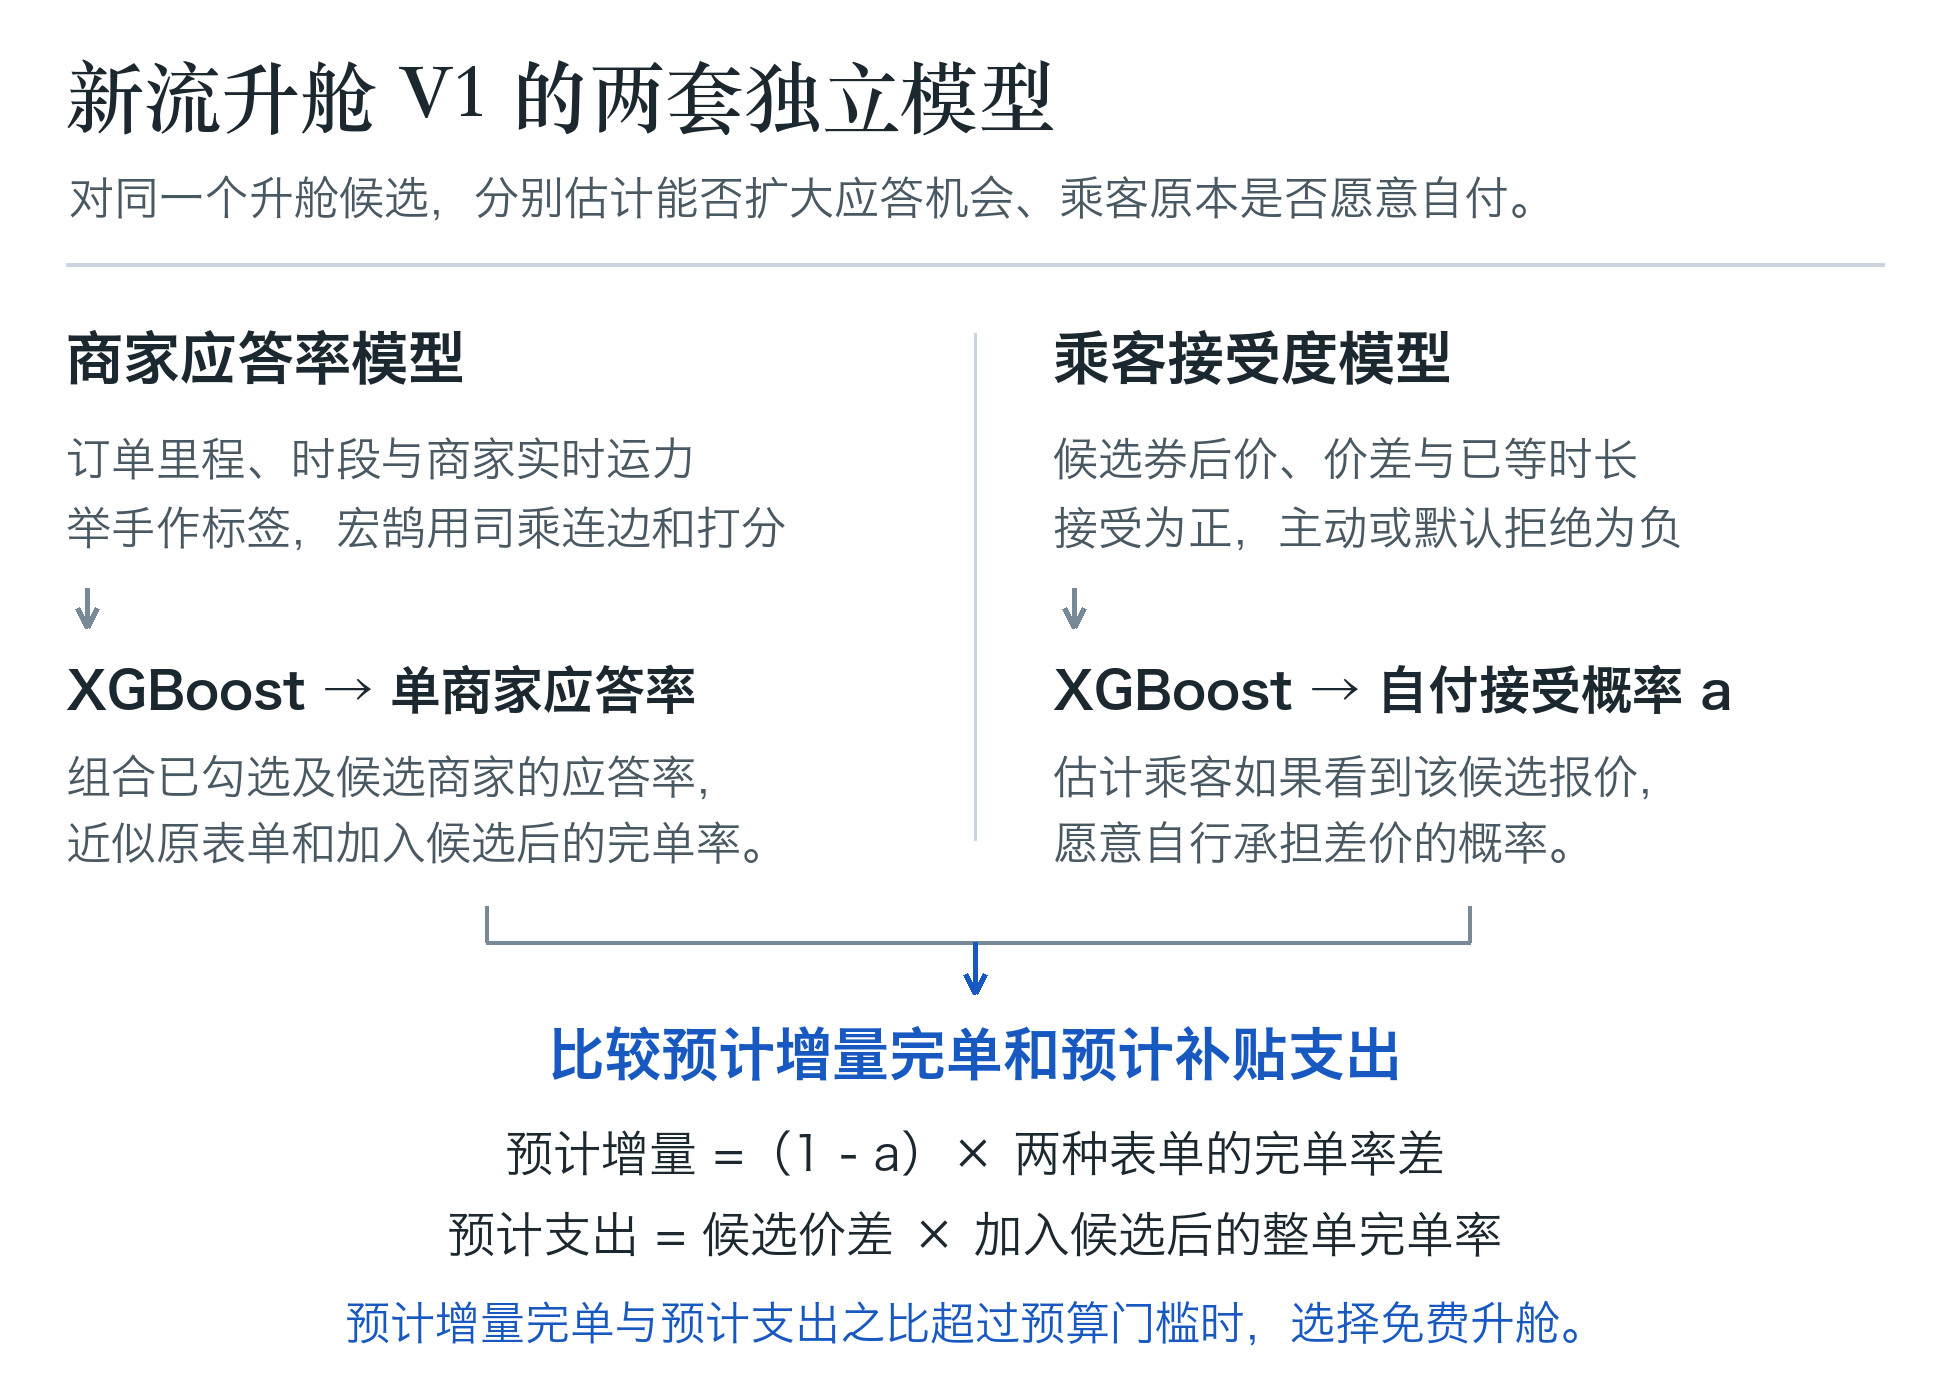 新流升舱 V1 的两套独立模型
对同一个升舱候选，分别估计能否扩大应答机会、乘客原本是否愿意自付。
商家应答率模型
订单里程、时段与商家实时运力
举手作标签，宏鹄用司乘连边和打分
↓
XGBoost → 单商家应答率
组合已勾选及候选商家的应答率，
近似原表单和加入候选后的完单率。
乘客接受度模型
候选券后价、价差与已等时长
接受为正，主动或默认拒绝为负
↓
XGBoost → 自付接受概率 a
估计乘客如果看到该候选报价，
愿意自行承担差价的概率。
比较预计增量完单和预计补贴支出
预计增量 =（1 - a）× 两种表单的完单率差
预计支出 = 候选价差 × 加入候选后的整单完单率
预计增量完单与预计支出之比超过预算门槛时，选择免费升舱。